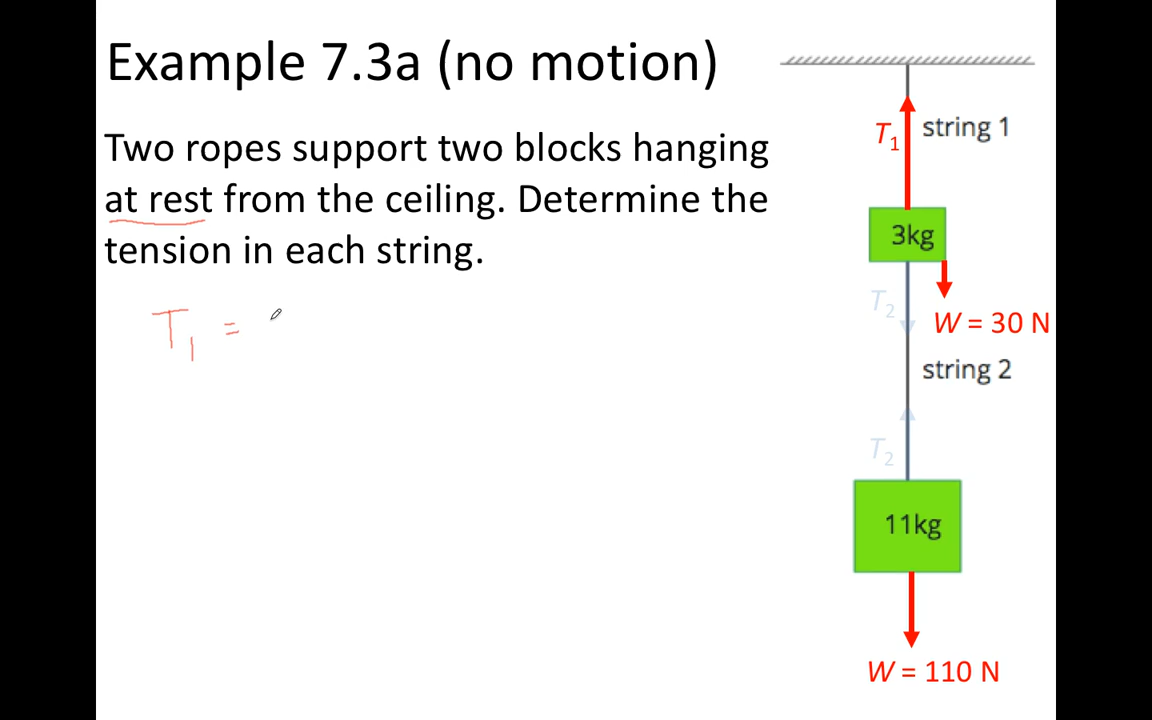 Example 7.3a (no motion)
Two ropes support two blocks hanging
at rest from the ceiling. Determine the
tension in each string.
T₁ =
T₁
string 1
3kg
T₂
W = 30 N
string 2
T₂
11kg
W = 110 N